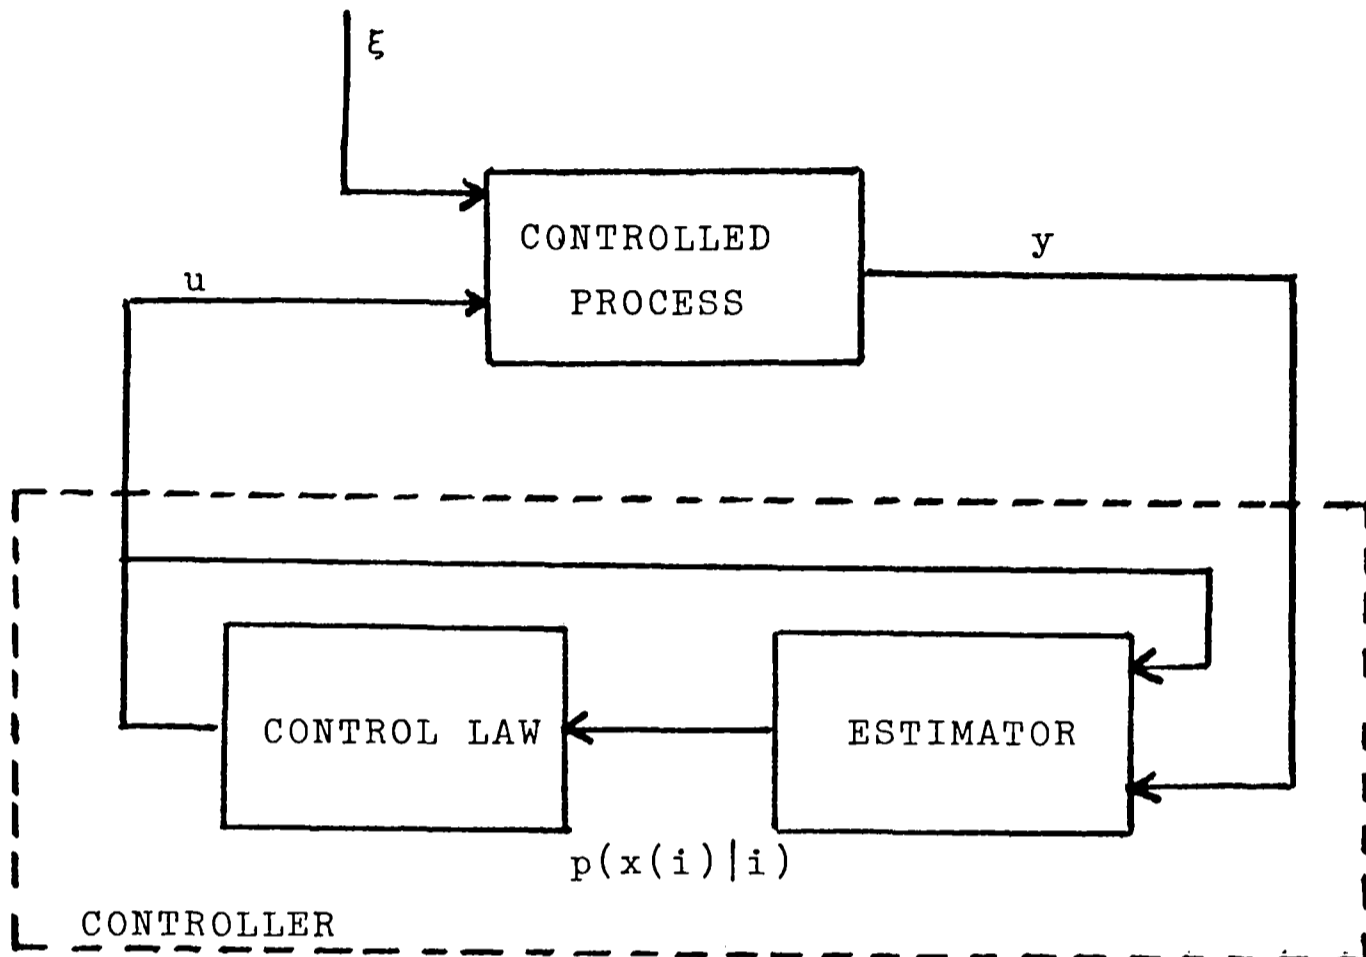 ξ
CONTROLLED
PROCESS
y
u
CONTROL LAW
ESTIMATOR
p(x(i)|i)
CONTROLLER